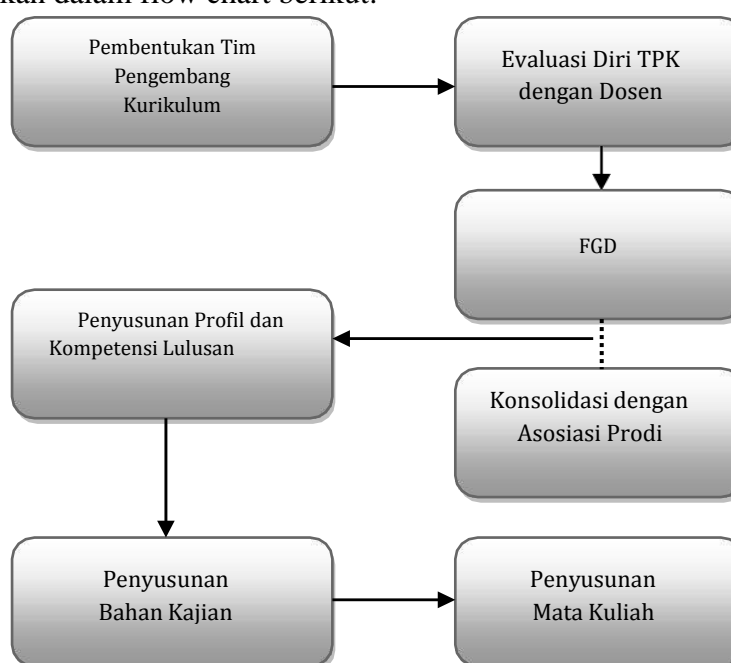 kan dalam flow chart berikut:
Pembentukan Tim
Pengembang
Kurikulum
Evaluasi Diri TPK
dengan Dosen
FGD
Penyusunan Profil dan
Kompetensi Lulusan
Konsolidasi dengan
Asosiasi Prodi
Penyusunan
Bahan Kajian
Penyusunan
Mata Kuliah